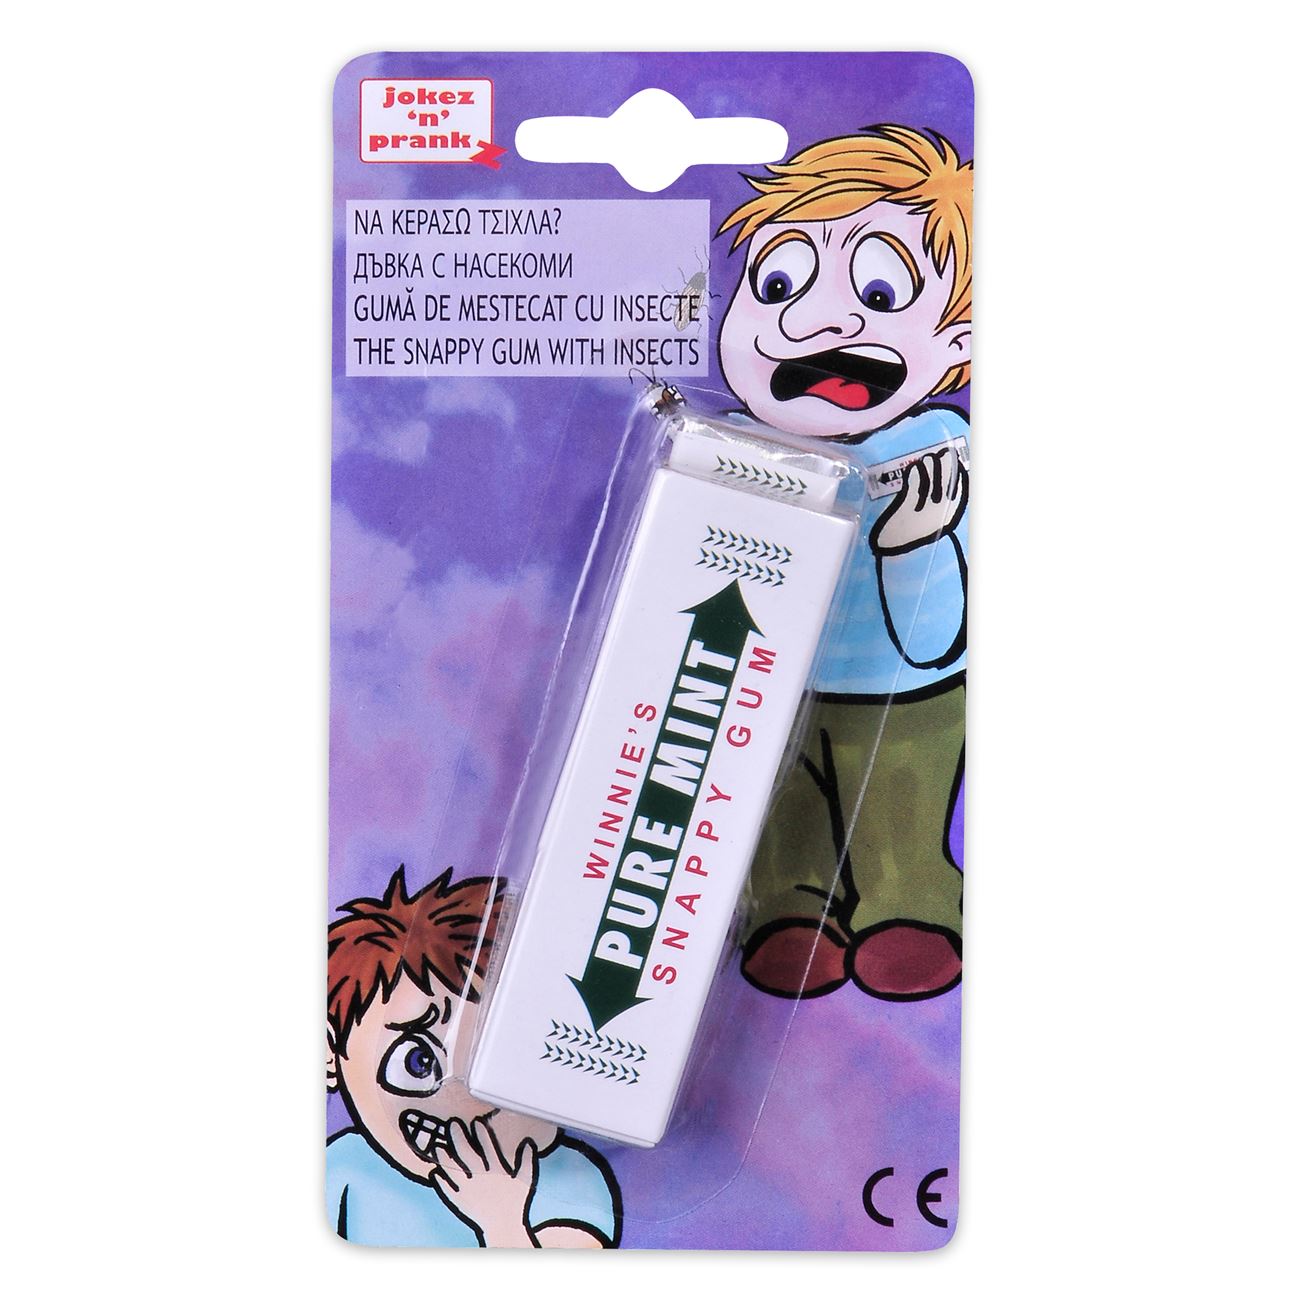 jokez
'n'
prankz
ΝΑ ΚΕΡΑΣΩ ΤΣΙΧΛΑ?
ДЪВКА С НАСЕКОМИ
GUMĂ DE MESTECAT CU INSECTE
THE SNAPPY GUM WITH INSECTS
WINNIE'S
PURE MINT
SNAPPY GUM
CE